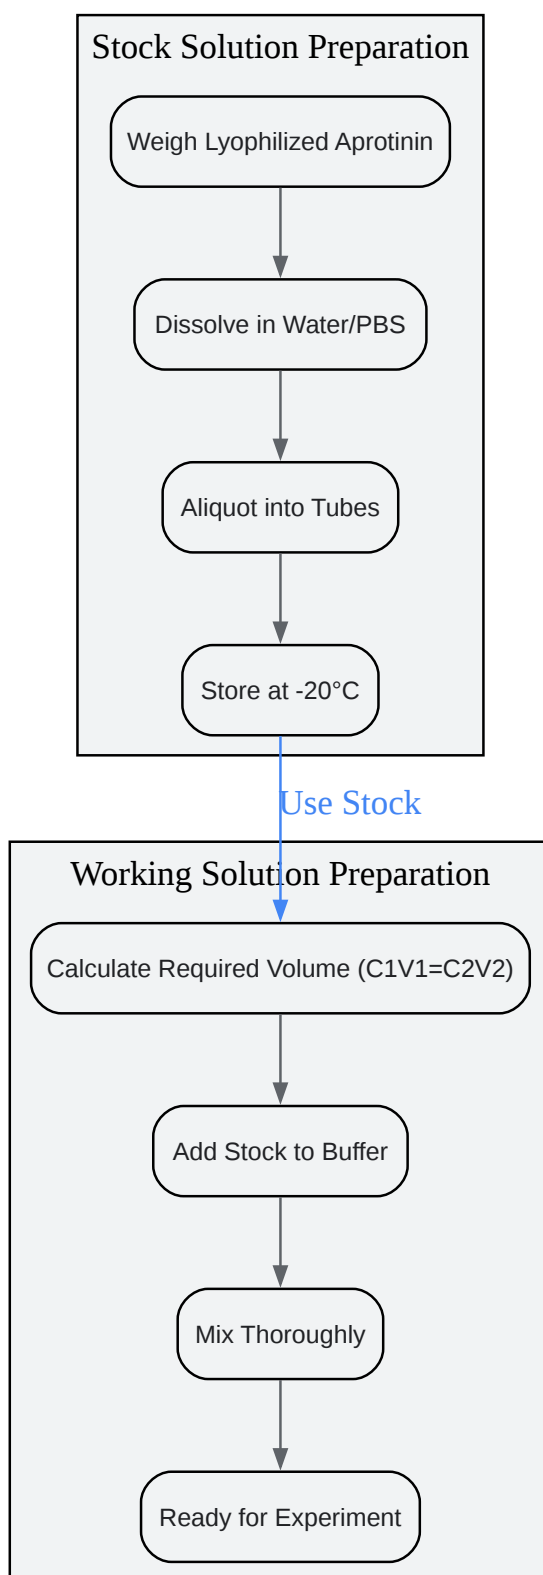 Stock Solution Preparation
Weigh Lyophilized Aprotinin
Dissolve in Water/PBS
Aliquot into Tubes
Store at -20°C
Use Stock
Working Solution Preparation
Calculate Required Volume (C1V1=C2V2)
Add Stock to Buffer
Mix Thoroughly
Ready for Experiment